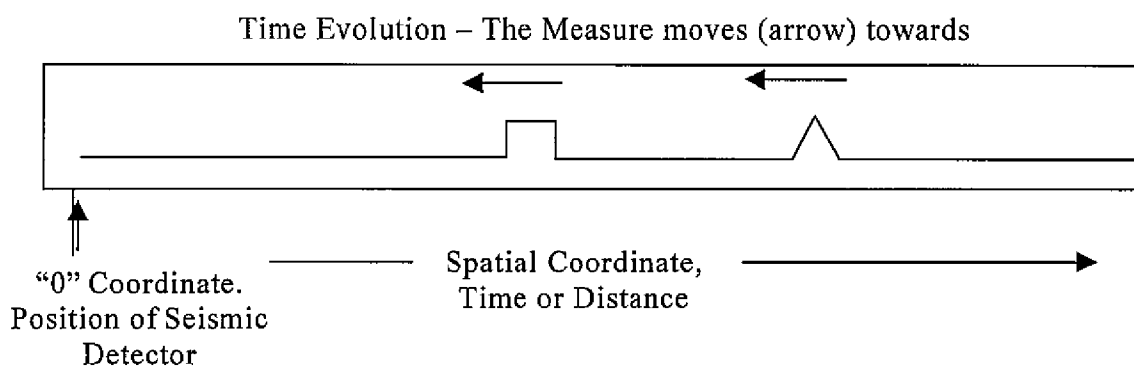 Time Evolution – The Measure moves (arrow) towards
“0” Coordinate.
Position of Seismic
Detector
Spatial Coordinate,
Time or Distance